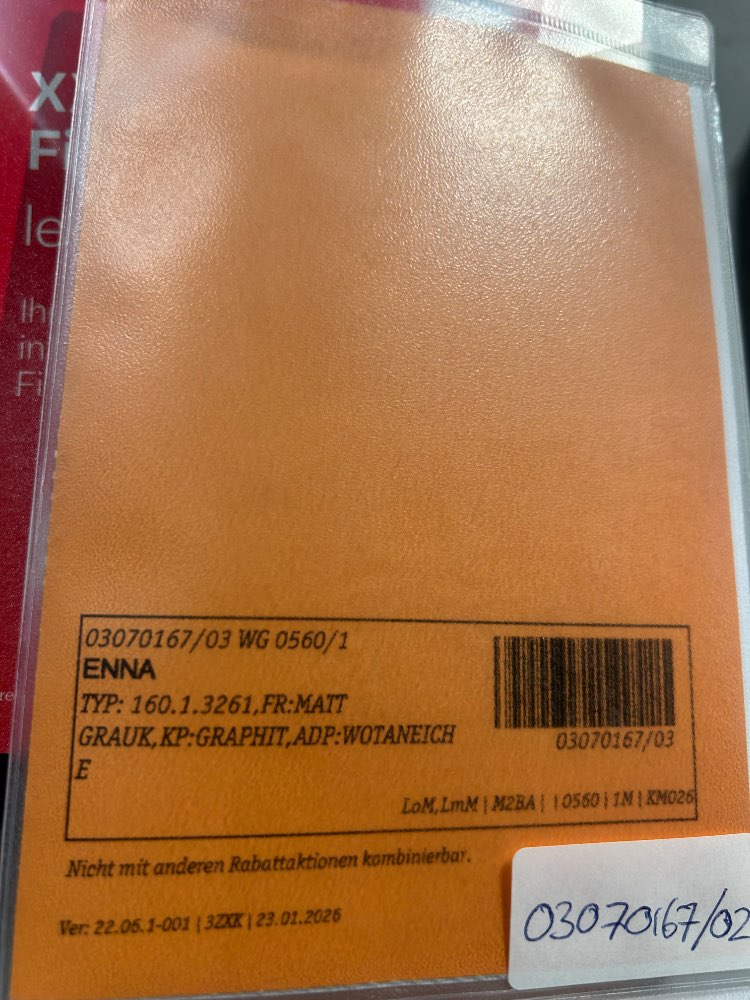 03070167/03 WG 0560/1
ENNA
TYP: 160.1.3261,FR:MATT
GRAUK,KP:GRAPHIT,ADP:WOTANEICH
E
03070167/03
LoM,LmM | M2BA | | 0560 | 1M | KM026
Nicht mit anderen Rabattaktionen kombinierbar.
Ver: 22.06.1-001 | 3ZXK | 23.01.2026
03070167/02